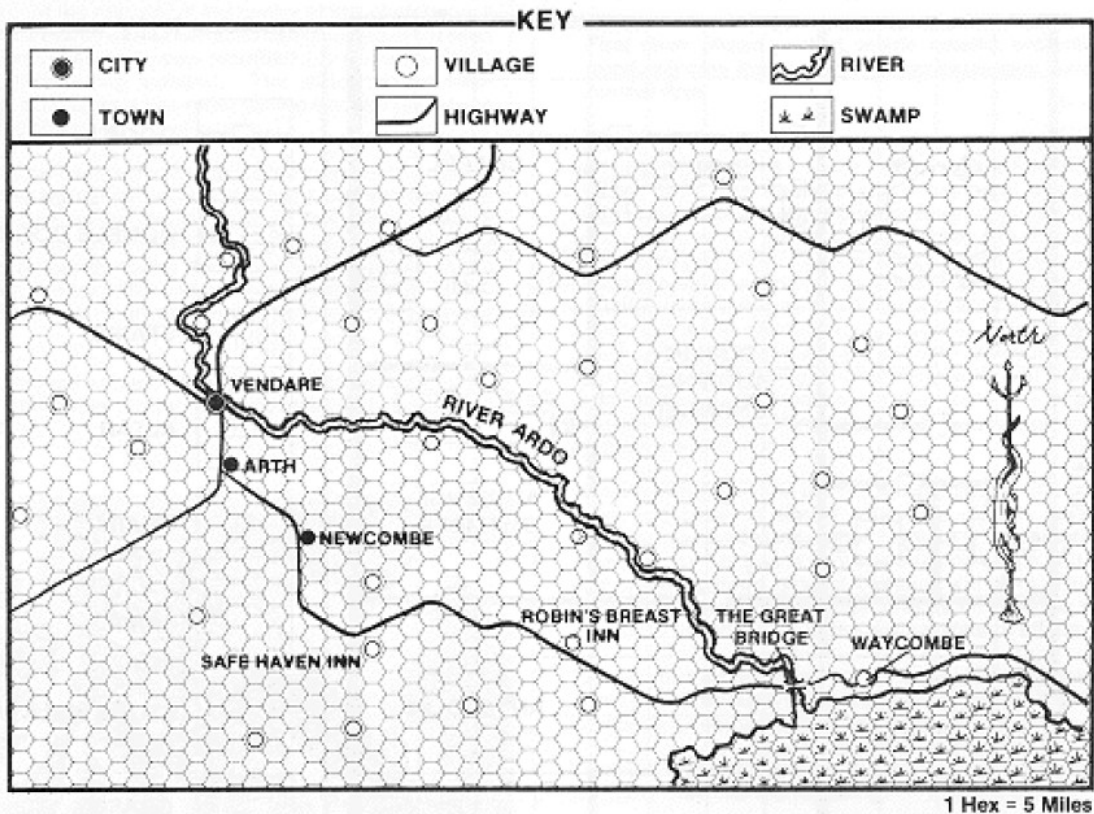 KEY
CITY
VILLAGE
RIVER
TOWN
HIGHWAY
SWAMP
North
VENDARE
RIVER ARDO
ARTH
NEWCOMBE
ROBIN'S BREAST
INN
THE GREAT
BRIDGE
WAYCOMBE
SAFE HAVEN INN
1 Hex = 5 Miles